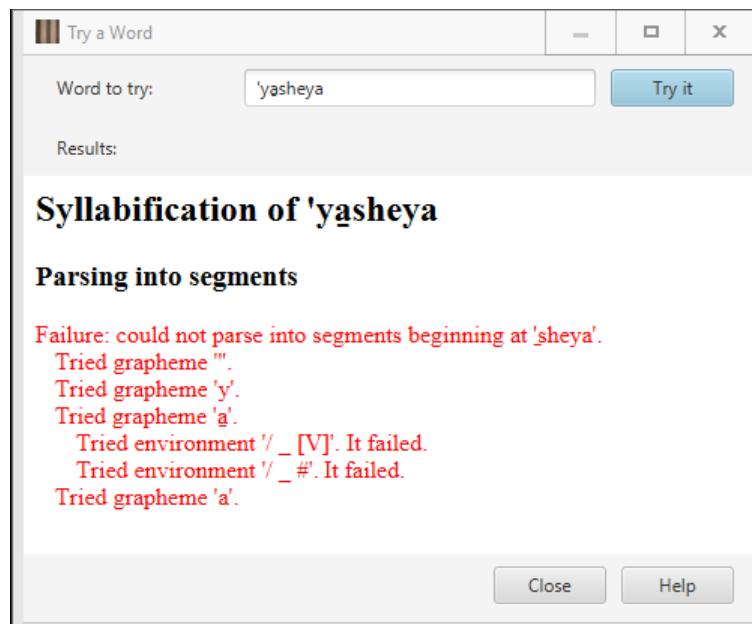 Try a Word
Word to try: 'ya̱sheya Try it
Results:
Syllabification of 'ya̱sheya
Parsing into segments
Failure: could not parse into segments beginning at '̱sheya'.
Tried grapheme '''.
Tried grapheme 'y'.
Tried grapheme 'a̱'.
Tried environment '/ _ [V]'. It failed.
Tried environment '/ _ #'. It failed.
Tried grapheme 'a'.
Close Help